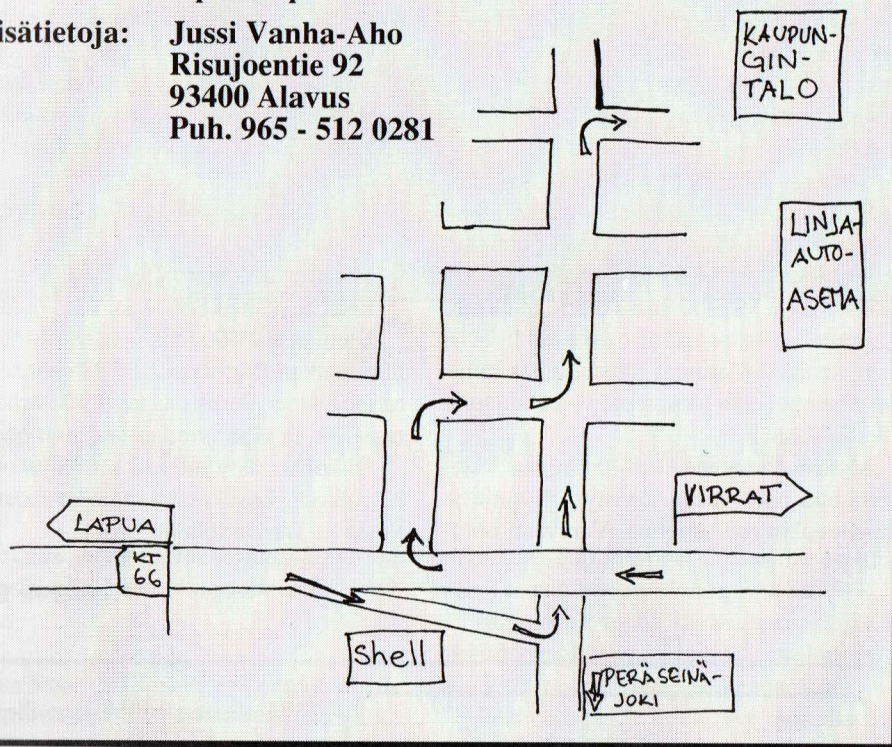 isätietoja: Jussi Vanha-Aho
Risujoentie 92
93400 Alavus
Puh. 965 - 512 0281
KAUPUN-
GIN-
TALO
LINJA-
AUTO-
ASEMA
VIRRAT
LAPUA
KT
66
Shell
PERÄSEINÄ-
JOKI